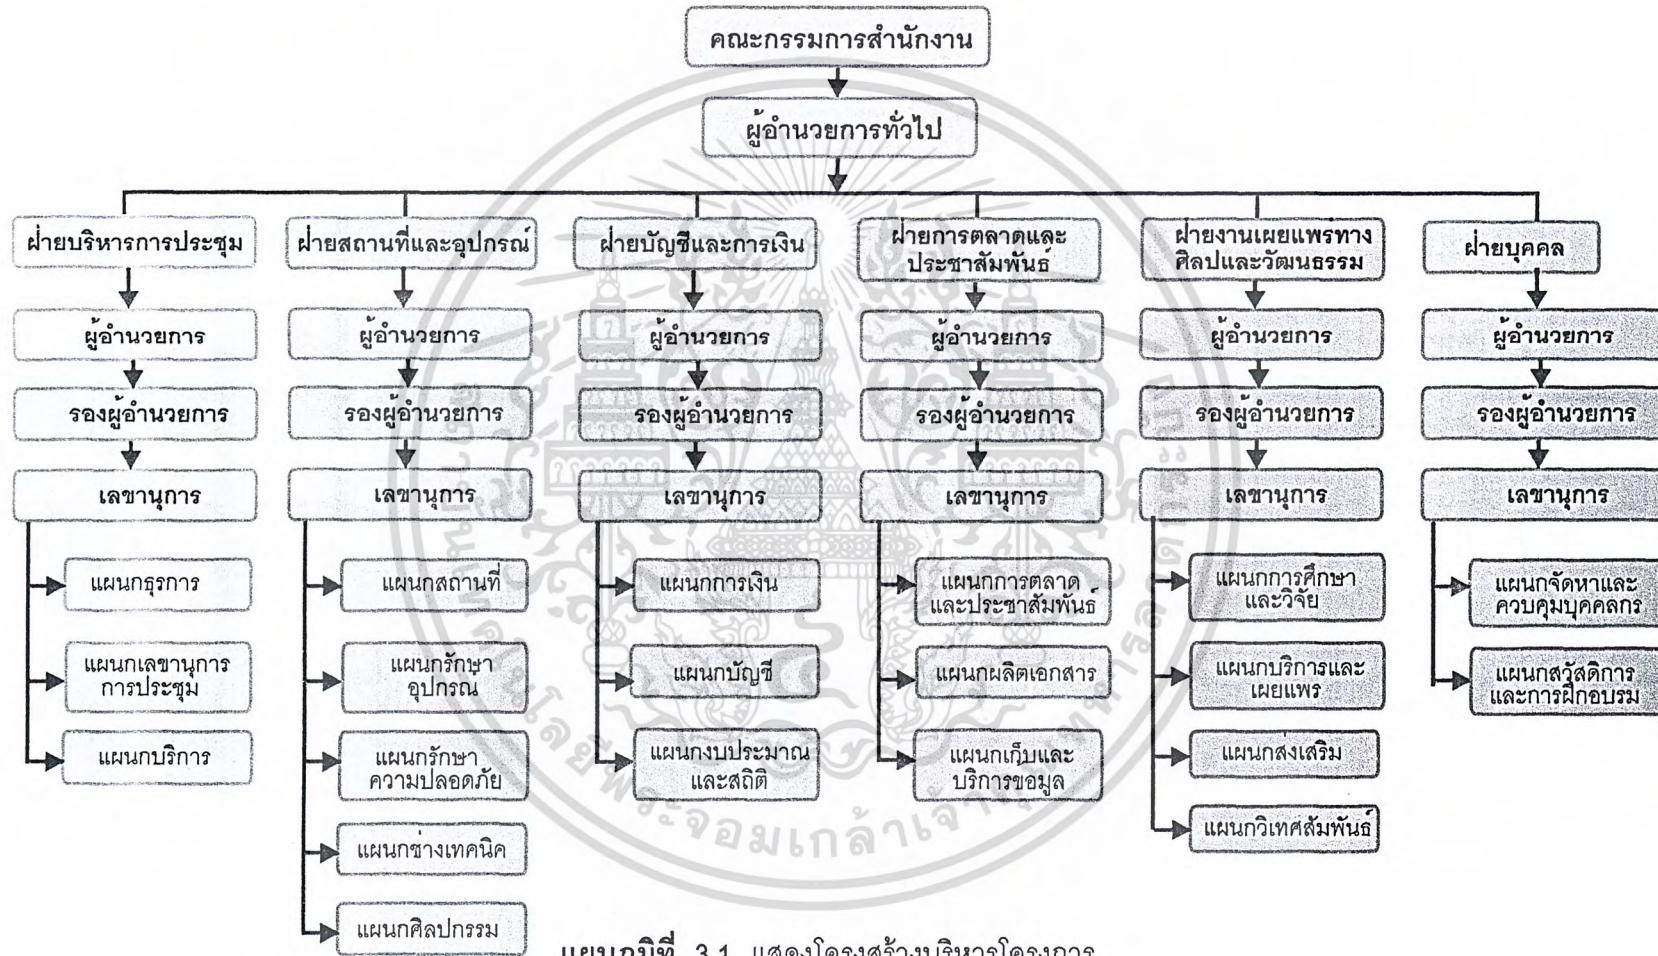 คณะกรรมการสำนักงาน
ผู้อำนวยการทั่วไป
ฝ่ายบริหารการประชุม
ผู้อำนวยการ
รองผู้อำนวยการ
เลขานุการ
แผนกธุรการ
แผนกเลขานุการ
การประชุม
แผนกบริการ
ฝ่ายสถานที่และอุปกรณ์
ผู้อำนวยการ
รองผู้อำนวยการ
เลขานุการ
แผนกสถานที่
แผนกรักษา
อุปกรณ์
แผนกรักษา
ความปลอดภัย
แผนกช่างเทคนิค
แผนกศิลปกรรม
ฝ่ายบัญชีและการเงิน
ผู้อำนวยการ
รองผู้อำนวยการ
เลขานุการ
แผนกการเงิน
แผนกบัญชี
แผนกงบประมาณ
และสถิติ
ฝ่ายการตลาดและ
ประชาสัมพันธ์
ผู้อำนวยการ
รองผู้อำนวยการ
เลขานุการ
แผนกการตลาด
และประชาสัมพันธ์
แผนกผลิตเอกสาร
แผนกเก็บและ
บริการข้อมูล
ฝ่ายงานเผยแพร่ทาง
ศิลปและวัฒนธรรม
ผู้อำนวยการ
รองผู้อำนวยการ
เลขานุการ
แผนกการศึกษา
และวิจัย
แผนกบริการและ
เผยแพร่
แผนกส่งเสริม
แผนกวิเทศสัมพันธ์
ฝ่ายบุคคล
ผู้อำนวยการ
รองผู้อำนวยการ
เลขานุการ
แผนกจัดหาและ
ควบคุมบุคคลกร
แผนกสวัสดิการ
และการฝึกอบรม
แผนภูมิที่ 3.1 แสดงโครงสร้างบริหารโครงการ